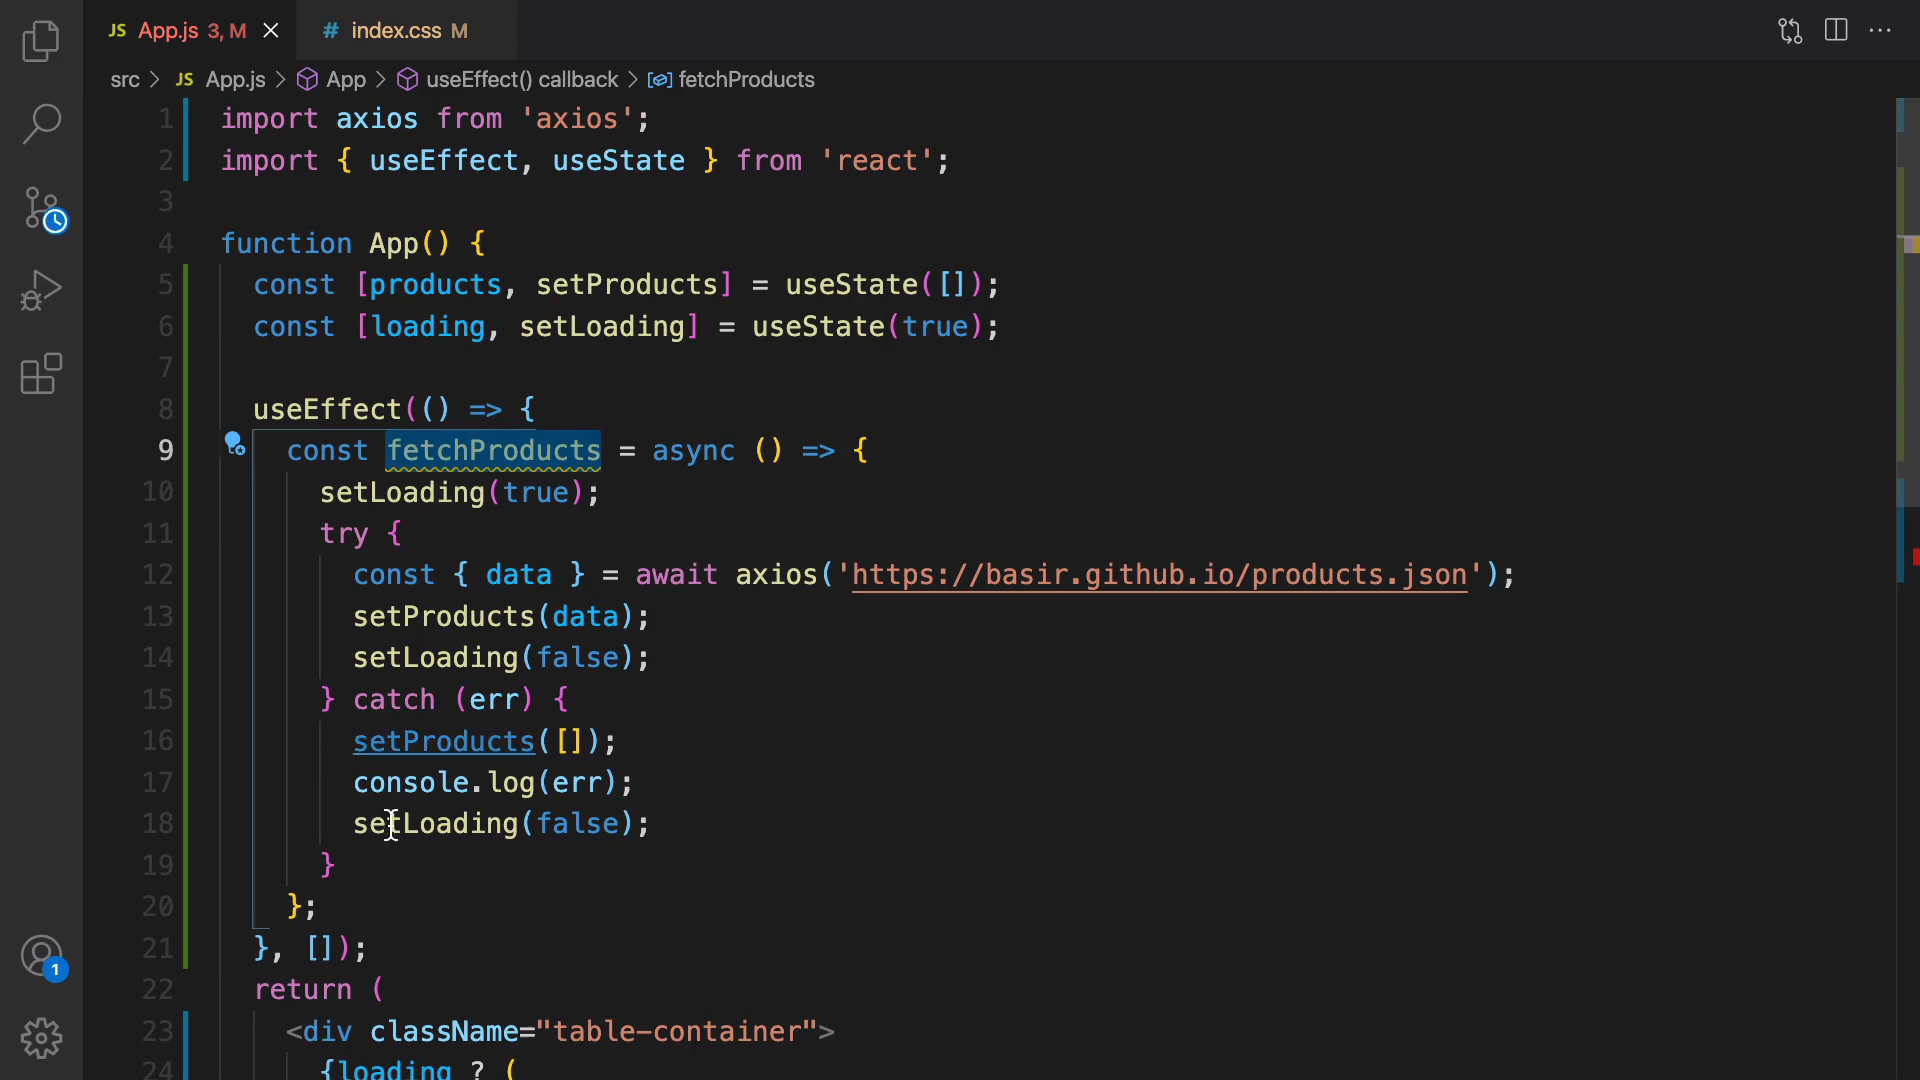 JS App.js 3, M
# index.css M
src > JS App.js > App > useEffect() callback > fetchProducts
1 import axios from 'axios';
2 import { useEffect, useState } from 'react';
3
4 function App() {
5 const [products, setProducts] = useState([]);
6 const [loading, setLoading] = useState(true);
7
8 useEffect(() => {
9 const fetchProducts = async () => {
10 setLoading(true);
11 try {
12 const { data } = await axios('https://basir.github.io/products.json');
13 setProducts(data);
14 setLoading(false);
15 } catch (err) {
16 setProducts([]);
17 console.log(err);
18 setLoading(false);
19 }
20 };
21 }, []);
22 return (
23 <div className="table-container">
24 {loading ? (
1